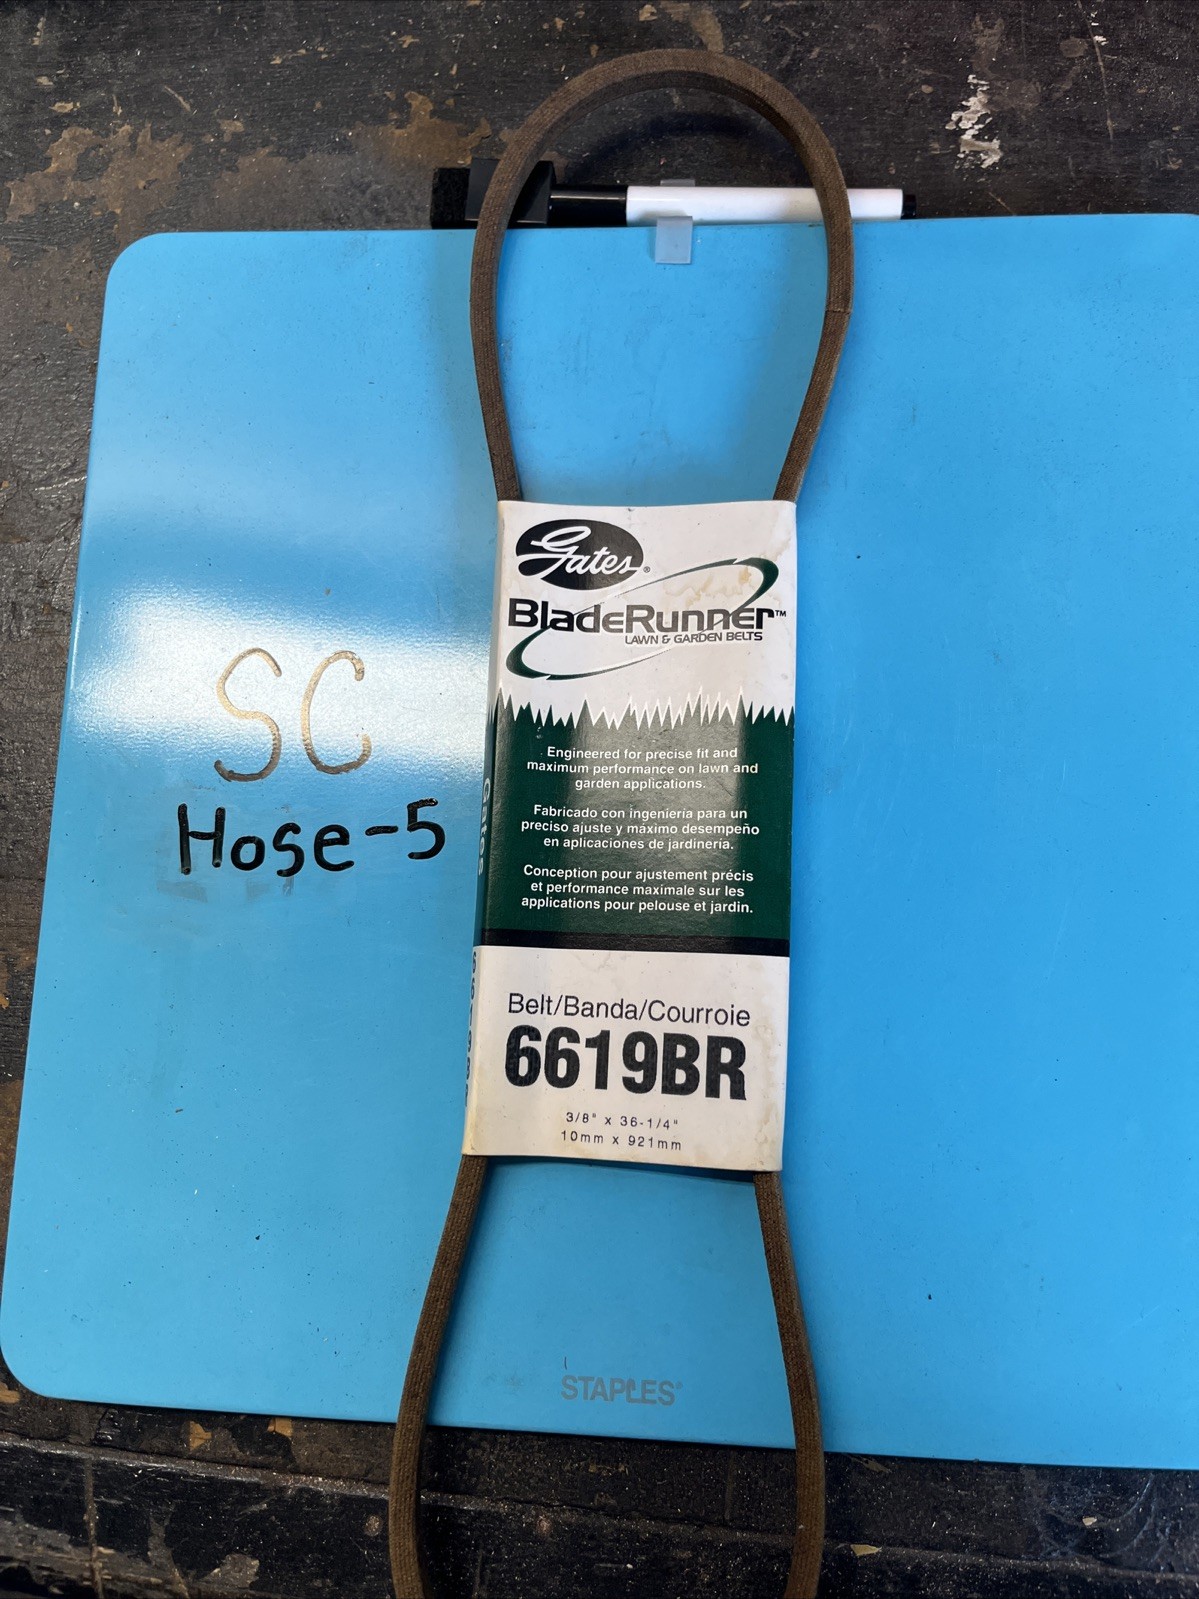 Gates®
BladeRunner™
LAWN & GARDEN BELTS
Engineered for precise fit and
maximum performance on lawn and
garden applications.
Fabricado con ingeniería para un
preciso ajuste y máximo desempeño
en aplicaciones de jardinería.
Conception pour ajustement précis
et performance maximale sur les
applications pour pelouse et jardin.
Belt/Banda/Courroie
6619BR
3/8" x 36-1/4"
10mm x 921mm
SC
Hose-5
Gates
STAPLES